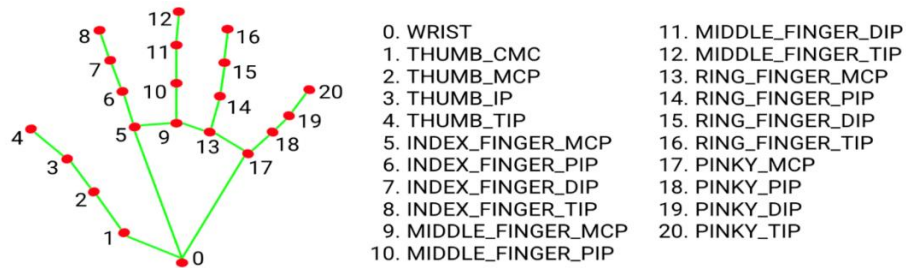 12
16
8
11
15
7
10
20
6
14
4
19
5
9
13
18
3
17
2
1
0
0. WRIST
1. THUMB_CMC
2. THUMB_MCP
3. THUMB_IP
4. THUMB_TIP
5. INDEX_FINGER_MCP
6. INDEX_FINGER_PIP
7. INDEX_FINGER_DIP
8. INDEX_FINGER_TIP
9. MIDDLE_FINGER_MCP
10. MIDDLE_FINGER_PIP
11. MIDDLE_FINGER_DIP
12. MIDDLE_FINGER_TIP
13. RING_FINGER_MCP
14. RING_FINGER_PIP
15. RING_FINGER_DIP
16. RING_FINGER_TIP
17. PINKY_MCP
18. PINKY_PIP
19. PINKY_DIP
20. PINKY_TIP